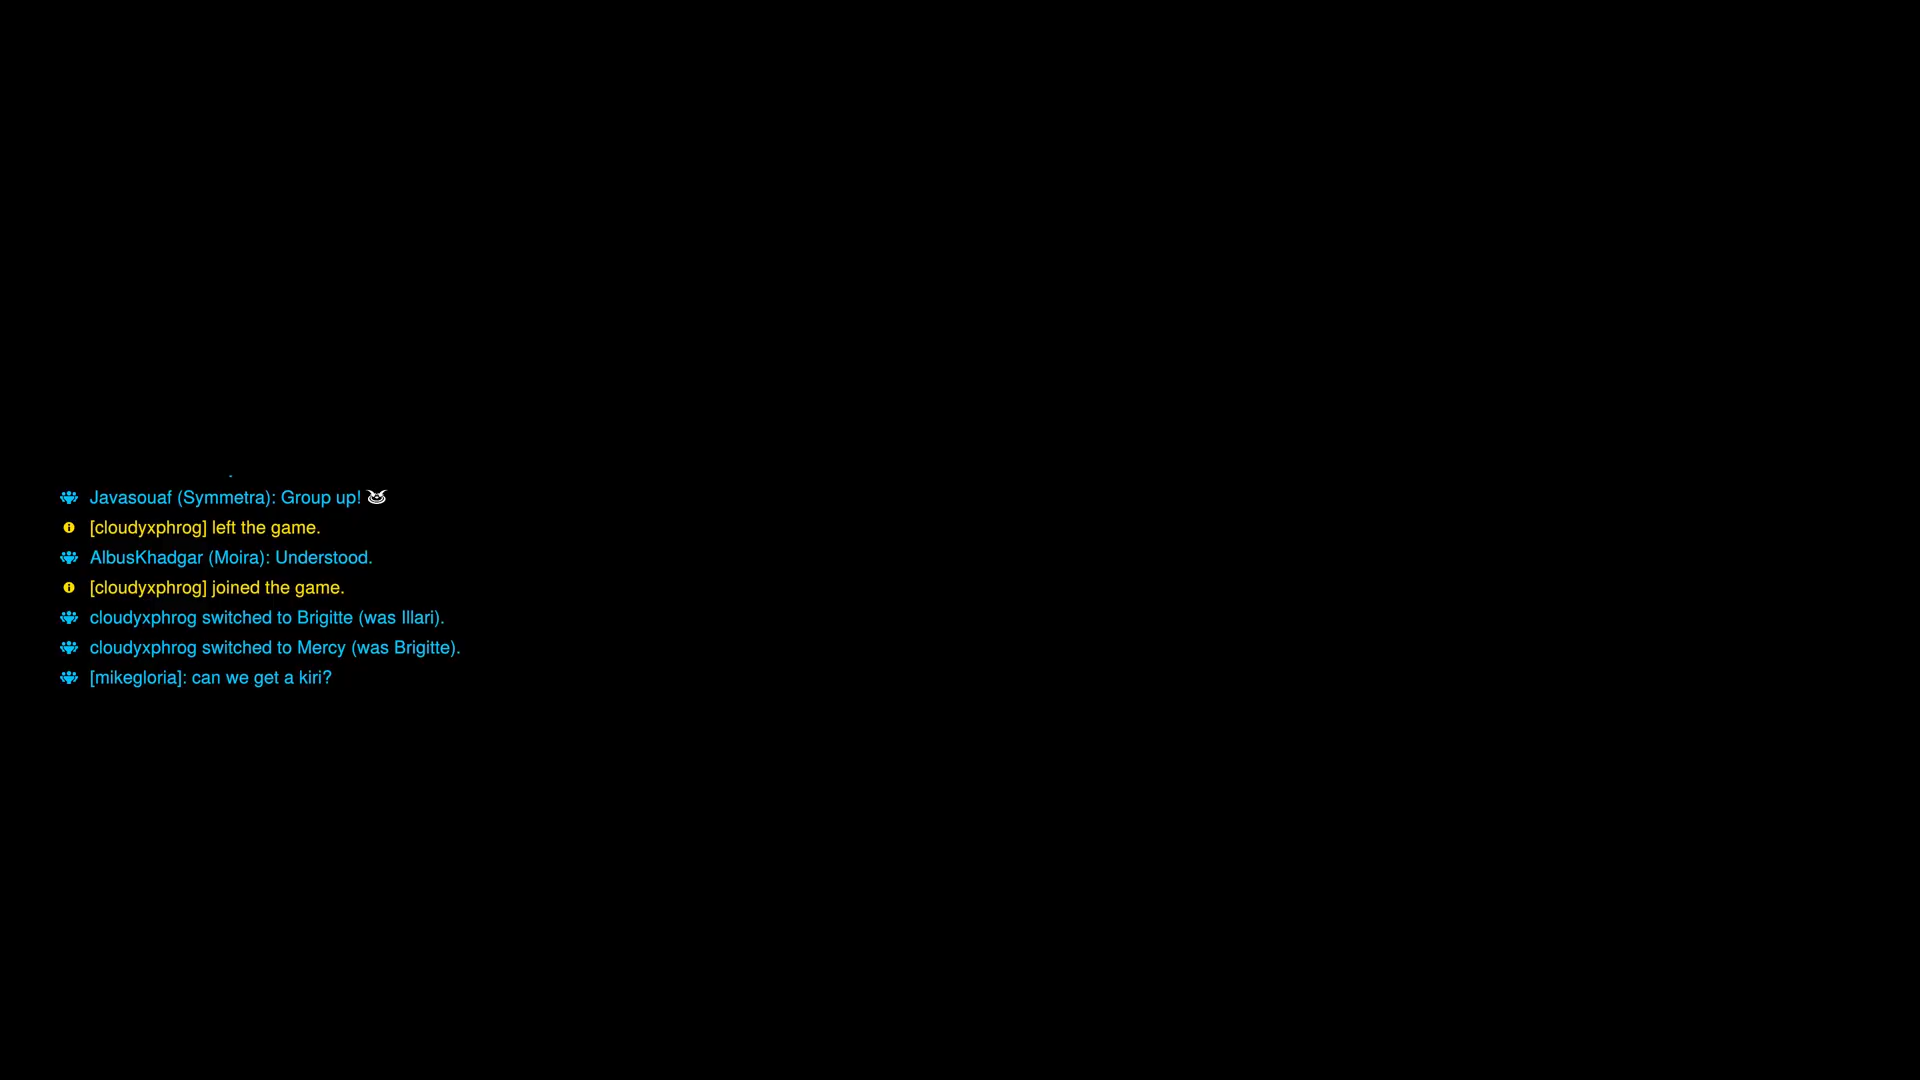 Javasouaf (Symmetra): Group up!
[cloudyxphrog] left the game.
AlbusKhadgar (Moira): Understood.
[cloudyxphrog] joined the game.
cloudyxphrog switched to Brigitte (was Illari).
cloudyxphrog switched to Mercy (was Brigitte).
[mikegloria]: can we get a kiri?